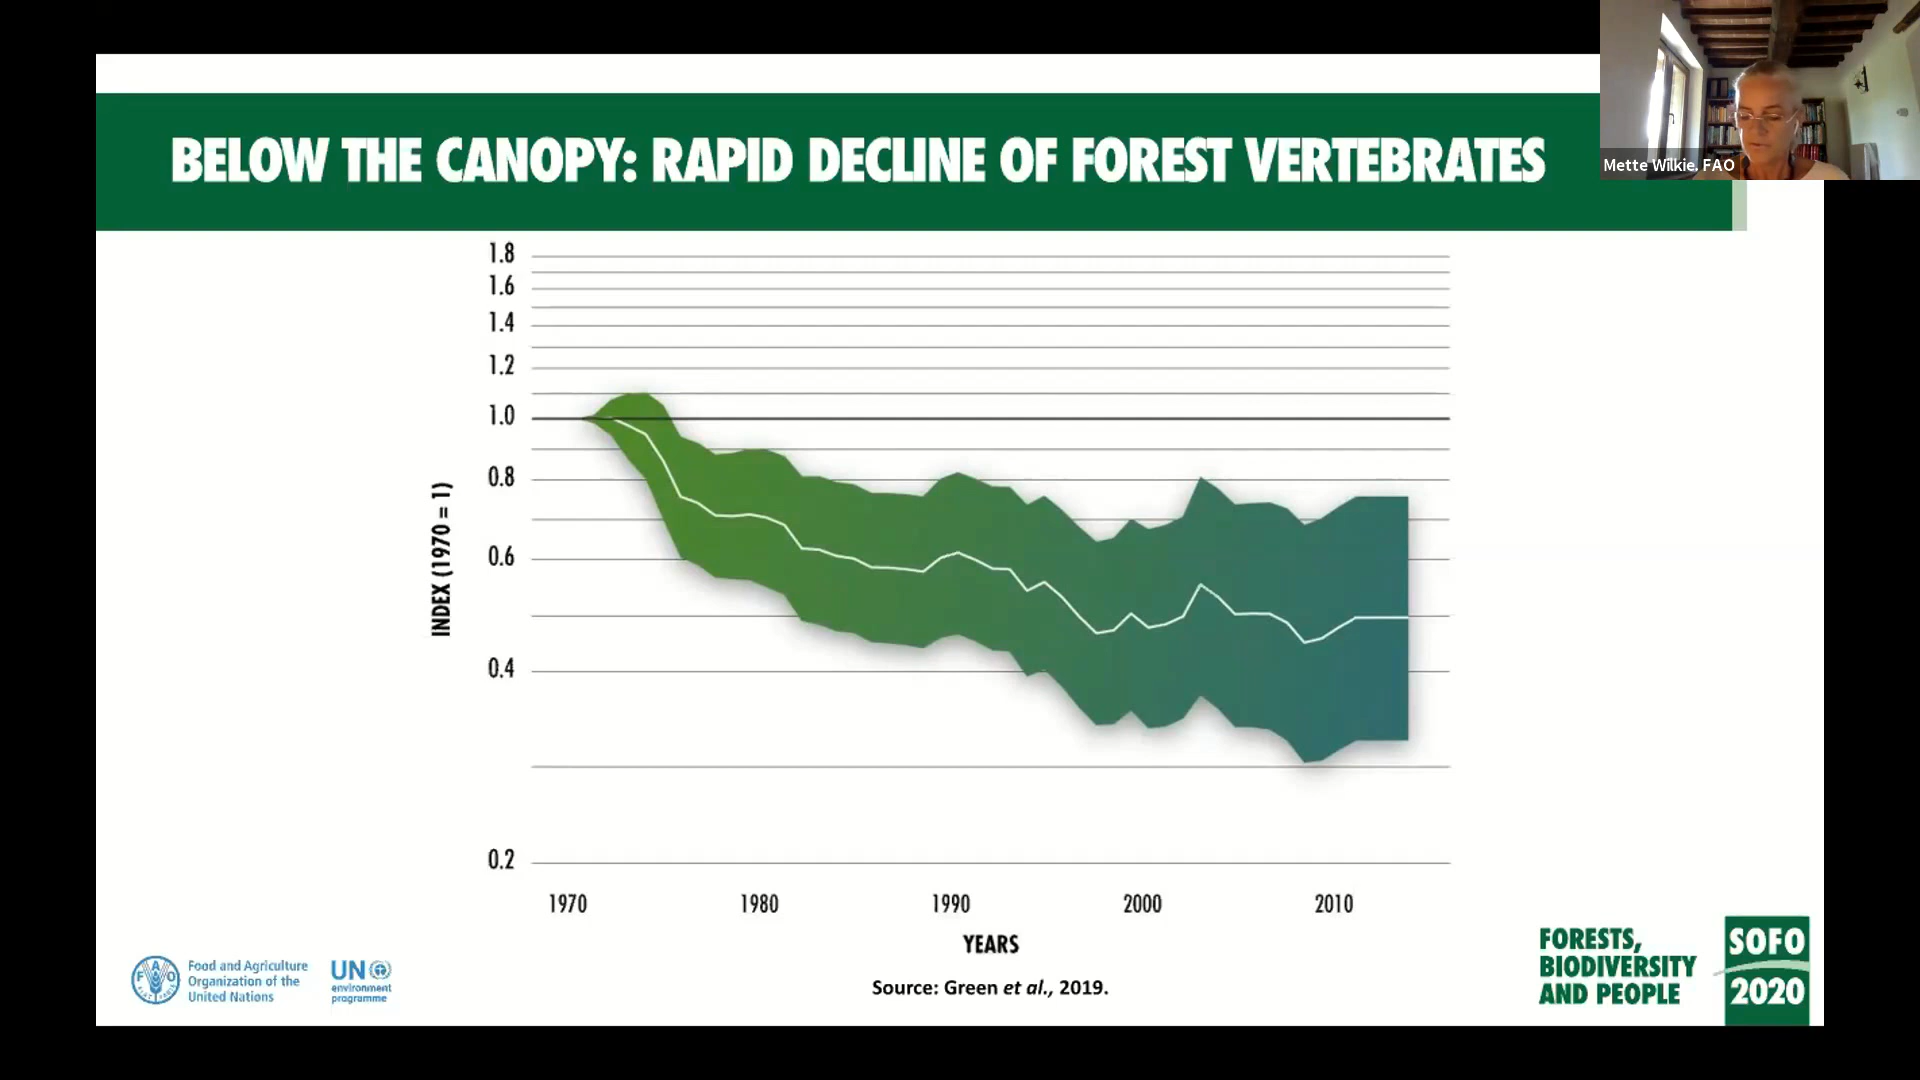 BELOW THE CANOPY: RAPID DECLINE OF FOREST VERTEBRATES
Mette Wilkie, FAO
1.8
1.6
1.4
1.2
1.0
0.8
0.6
0.4
0.2
INDEX (1970 = 1)
1970 1980 1990 2000 2010
YEARS
Source: Green et al., 2019.
FAO
FIAT PANIS
Food and Agriculture
Organization of the
United Nations
UN
environment
programme
FORESTS,
BIODIVERSITY
AND PEOPLE
SOFO
2020